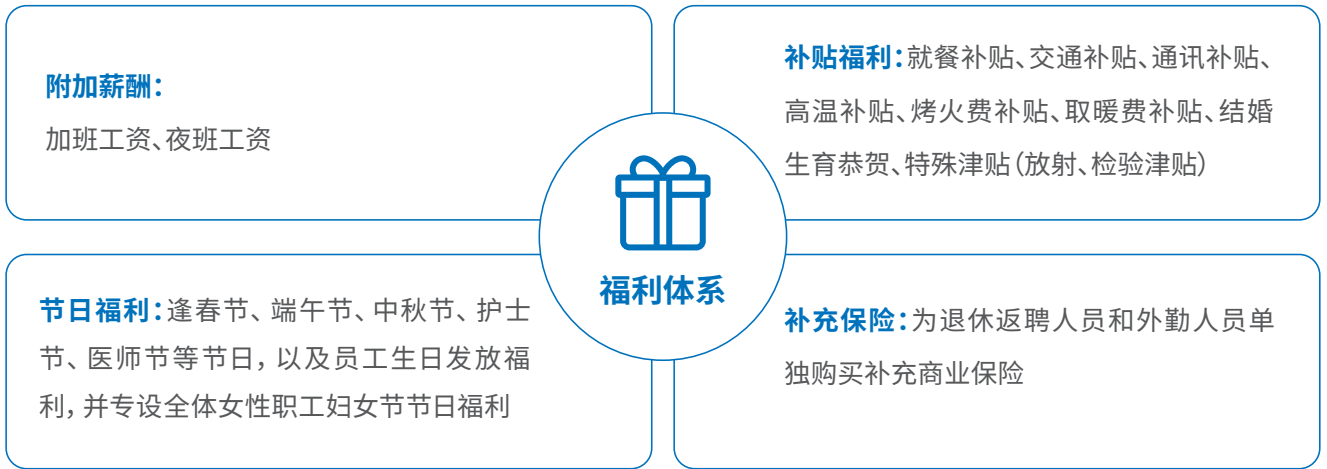 附加薪酬：
加班工资、夜班工资
补贴福利：就餐补贴、交通补贴、通讯补贴、
高温补贴、烤火费补贴、取暖费补贴、结婚
生育恭贺、特殊津贴（放射、检验津贴）
福利体系
节日福利：逢春节、端午节、中秋节、护士
节、医师节等节日，以及员工生日发放福
利，并专设全体女性职工妇女节节日福利
补充保险：为退休返聘人员和外勤人员单
独购买补充商业保险